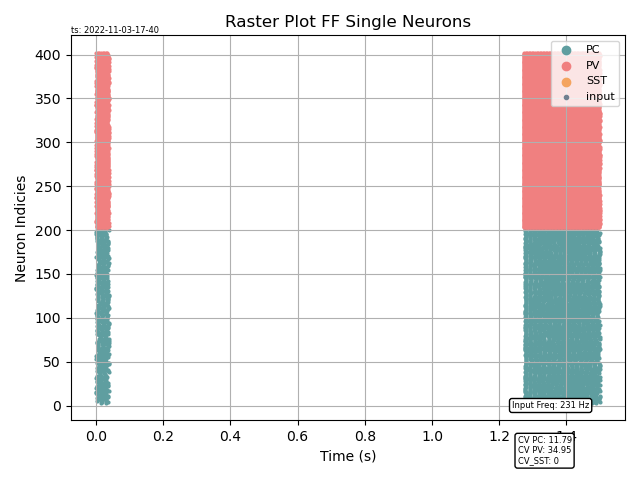 Raster Plot FF Single Neurons
ts: 2022-11-03-17-40
PC
PV
SST
input
400
350
300
250
200
150
100
50
0
Neuron Indicies
Input Freq: 231 Hz
0.0 0.2 0.4 0.6 0.8 1.0 1.2
Time (s)
CV PC: 11.79
CV PV: 34.95
CV_SST: 0